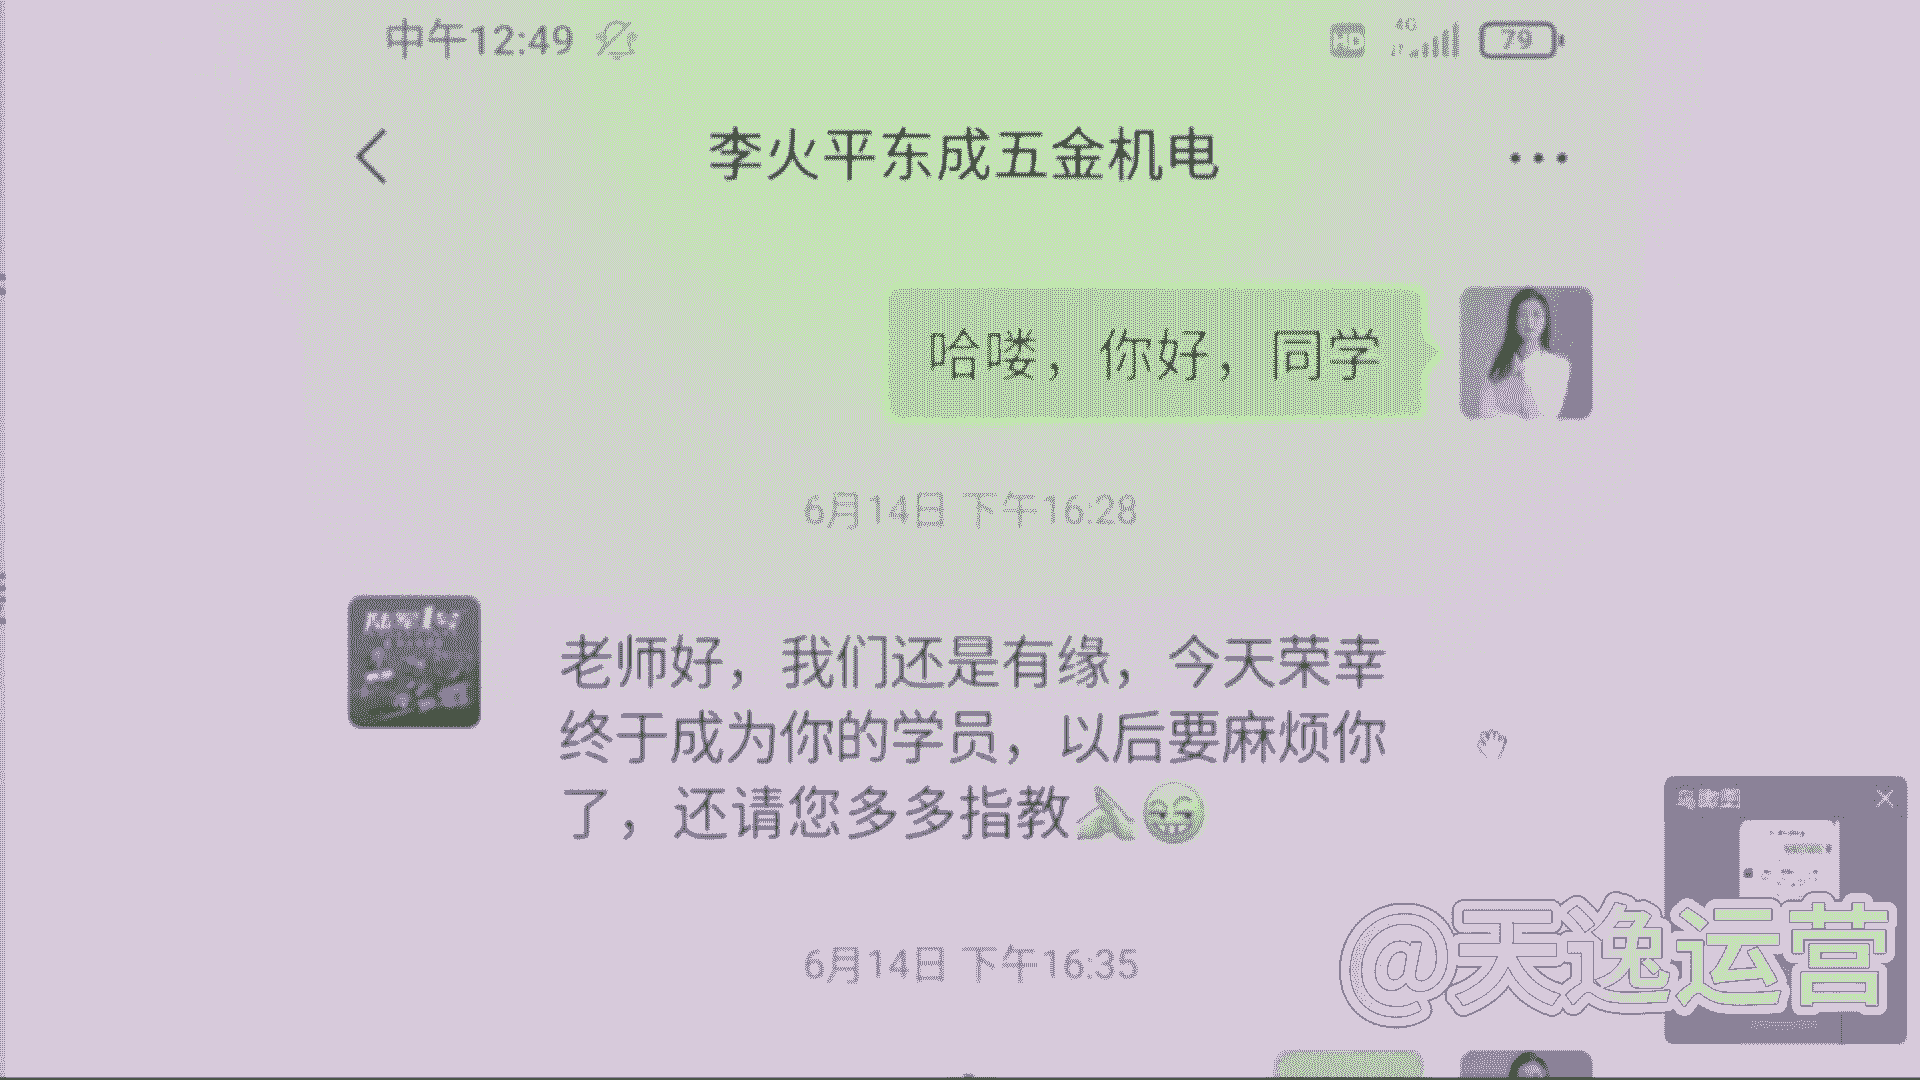 中午12:49
HD 4G 79
李火平东成五金机电
哈喽，你好，同学
6月14日 下午16:28
老师好，我们还是有缘，今天荣幸
终于成为你的学员，以后要麻烦你
了，还请您多多指教
鸟瞰图
@天逸运营
6月14日 下午16:35